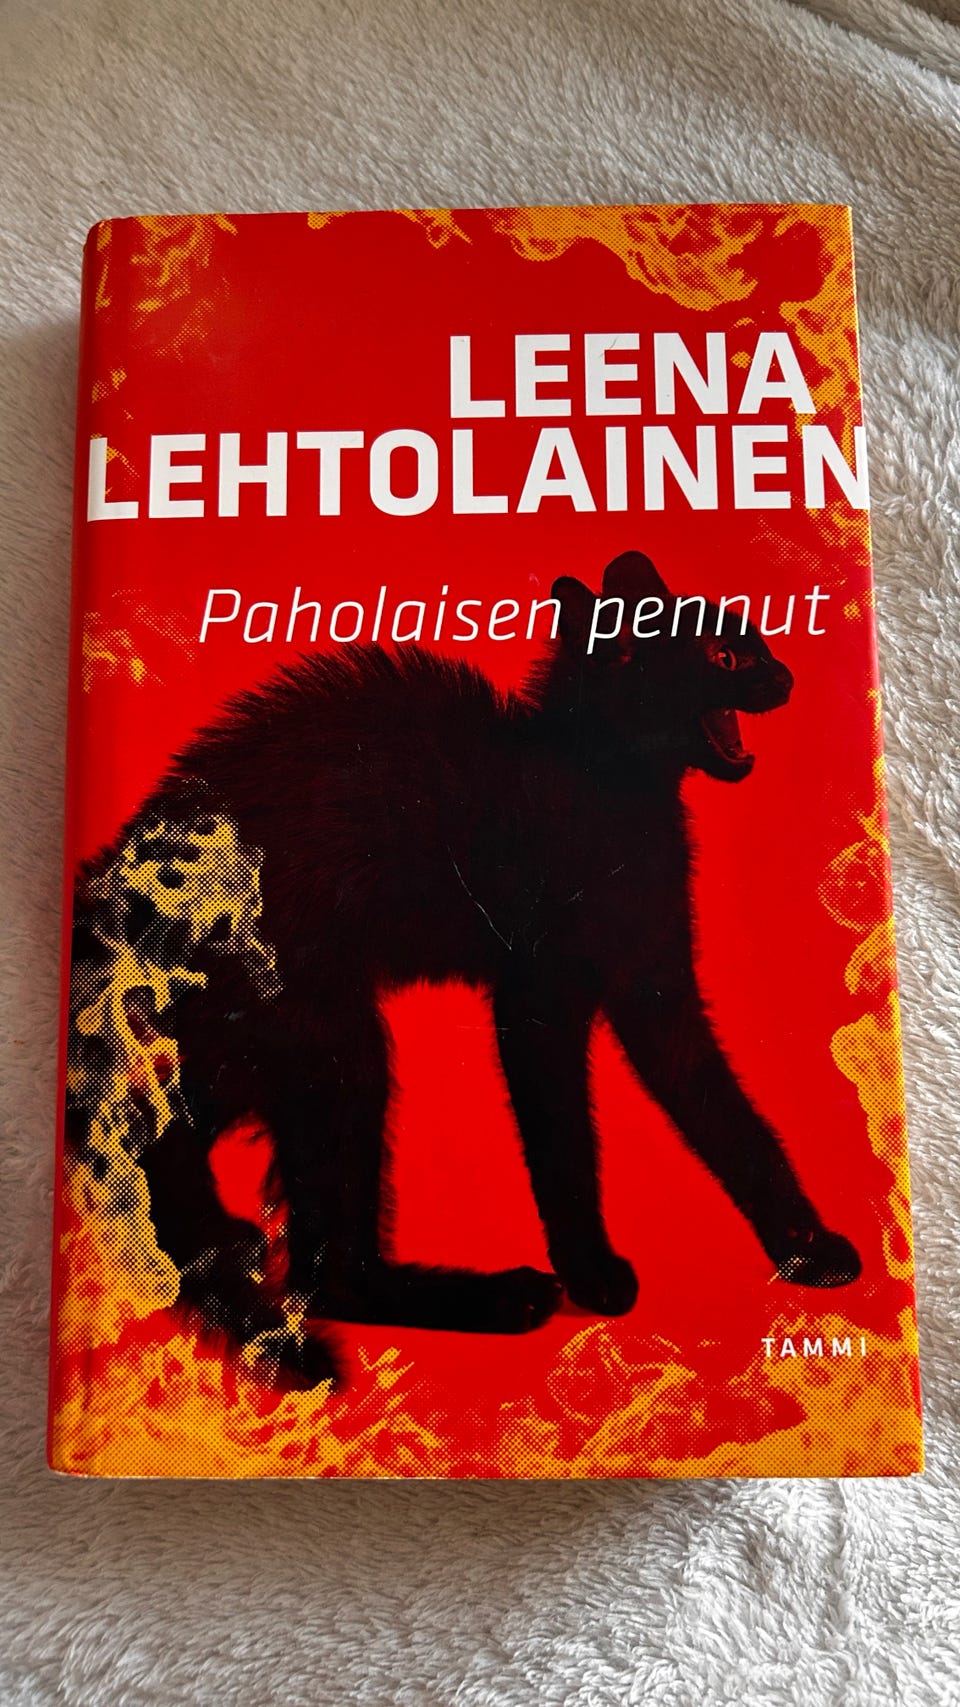 LEENA
LEHTOLAINEN
Paholaisen pennut
TAMMI